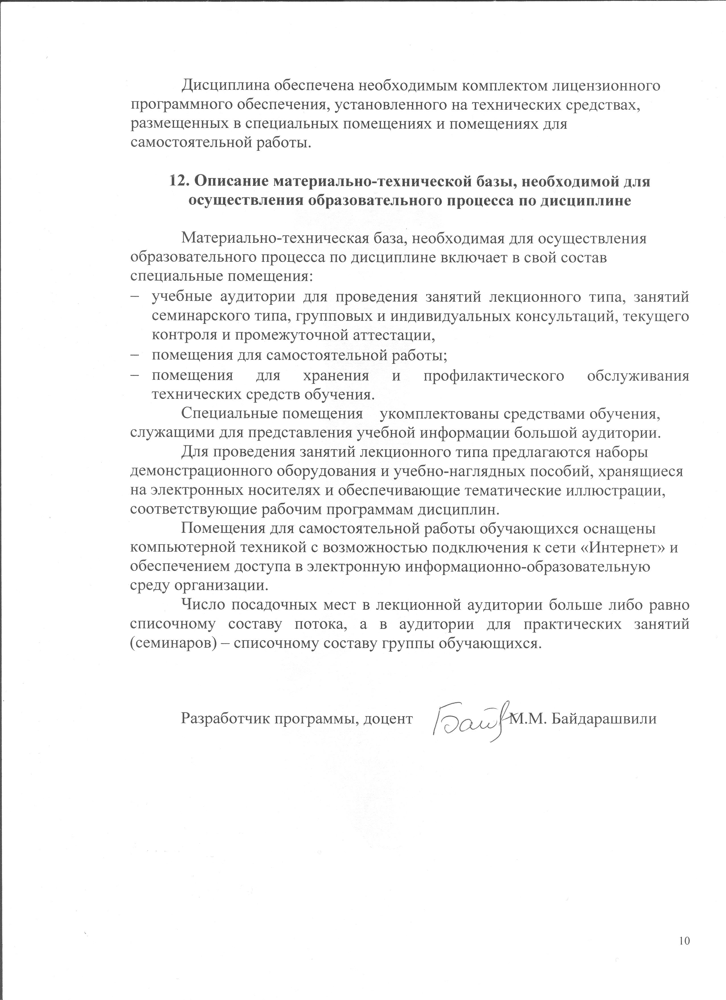 Дисциплина обеспечена необходимым комплектом лицензионного
программного обеспечения, установленного на технических средствах,
размещенных в специальных помещениях и помещениях для
самостоятельной работы.
12. Описание материально-технической базы, необходимой для
осуществления образовательного процесса по дисциплине
Материально-техническая база, необходимая для осуществления
образовательного процесса по дисциплине включает в свой состав
специальные помещения:
– учебные аудитории для проведения занятий лекционного типа, занятий
семинарского типа, групповых и индивидуальных консультаций, текущего
контроля и промежуточной аттестации,
– помещения для самостоятельной работы;
– помещения для хранения и профилактического обслуживания
технических средств обучения.
Специальные помещения укомплектованы средствами обучения,
служащими для представления учебной информации большой аудитории.
Для проведения занятий лекционного типа предлагаются наборы
демонстрационного оборудования и учебно-наглядных пособий, хранящиеся
на электронных носителях и обеспечивающие тематические иллюстрации,
соответствующие рабочим программам дисциплин.
Помещения для самостоятельной работы обучающихся оснащены
компьютерной техникой с возможностью подключения к сети «Интернет» и
обеспечением доступа в электронную информационно-образовательную
среду организации.
Число посадочных мест в лекционной аудитории больше либо равно
списочному составу потока, а в аудитории для практических занятий
(семинаров) – списочному составу группы обучающихся.
Разработчик программы, доцент М.М. Байдарашвили
10